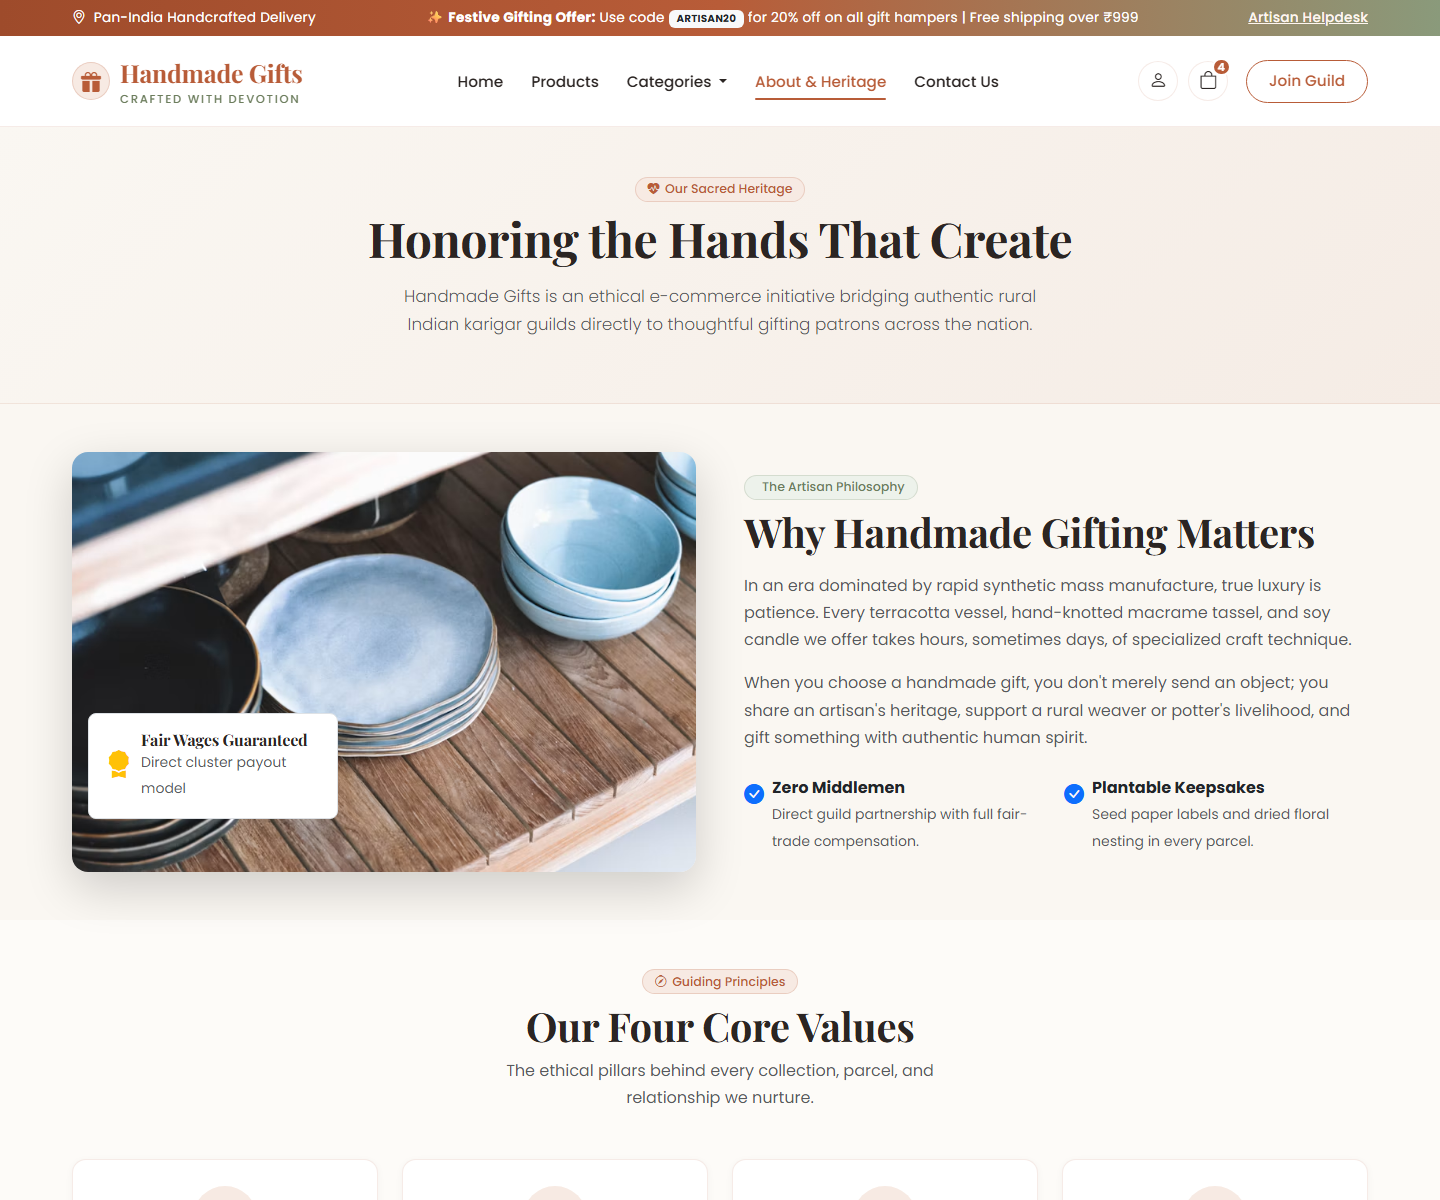 Pan-India Handcrafted Delivery
✨ Festive Gifting Offer: Use code ARTISAN20 for 20% off on all gift hampers | Free shipping over ₹999
Artisan Helpdesk
Handmade Gifts
CRAFTED WITH DEVOTION
Home
Products
Categories
About & Heritage
Contact Us
4
Join Guild
Our Sacred Heritage
Honoring the Hands That Create
Handmade Gifts is an ethical e-commerce initiative bridging authentic rural
Indian karigar guilds directly to thoughtful gifting patrons across the nation.
Fair Wages Guaranteed
Direct cluster payout
model
The Artisan Philosophy
Why Handmade Gifting Matters
In an era dominated by rapid synthetic mass manufacture, true luxury is
patience. Every terracotta vessel, hand-knotted macrame tassel, and soy
candle we offer takes hours, sometimes days, of specialized craft technique.
When you choose a handmade gift, you don't merely send an object; you
share an artisan's heritage, support a rural weaver or potter's livelihood, and
gift something with authentic human spirit.
Zero Middlemen
Direct guild partnership with full fair-
trade compensation.
Plantable Keepsakes
Seed paper labels and dried floral
nesting in every parcel.
Guiding Principles
Our Four Core Values
The ethical pillars behind every collection, parcel, and
relationship we nurture.